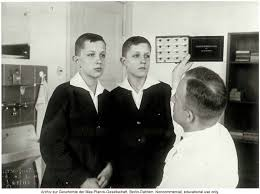 Archiv zur Geschichte der Max-Planck-Gesellschaft, Berlin-Dahlem. Noncommercial, educational use only.